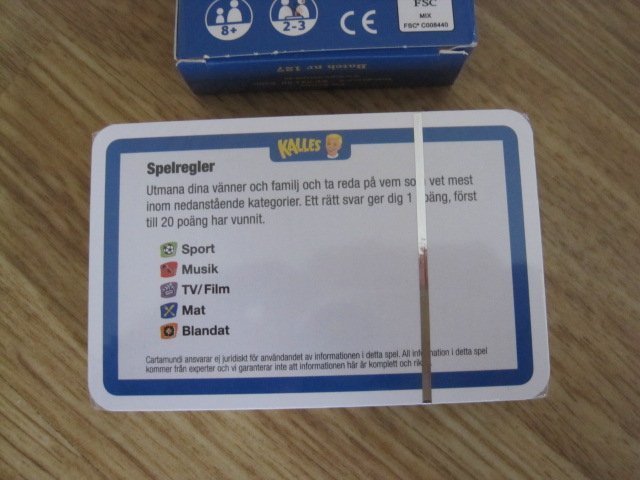 8+
2-3
CE
FSC
MIX
FSC® C008440
Batch nr 187
KALLES
Spelregler
Utmana dina vänner och familj och ta reda på vem som vet mest
inom nedanstående kategorier. Ett rätt svar ger dig 1 poäng, först
till 20 poäng har vunnit.
Sport
Musik
TV/Film
Mat
Blandat
Cartamundi ansvarar ej juridiskt för användandet av informationen i detta spel. All information i detta spel
kommer från experter och vi garanterar inte att informationen här är komplett och